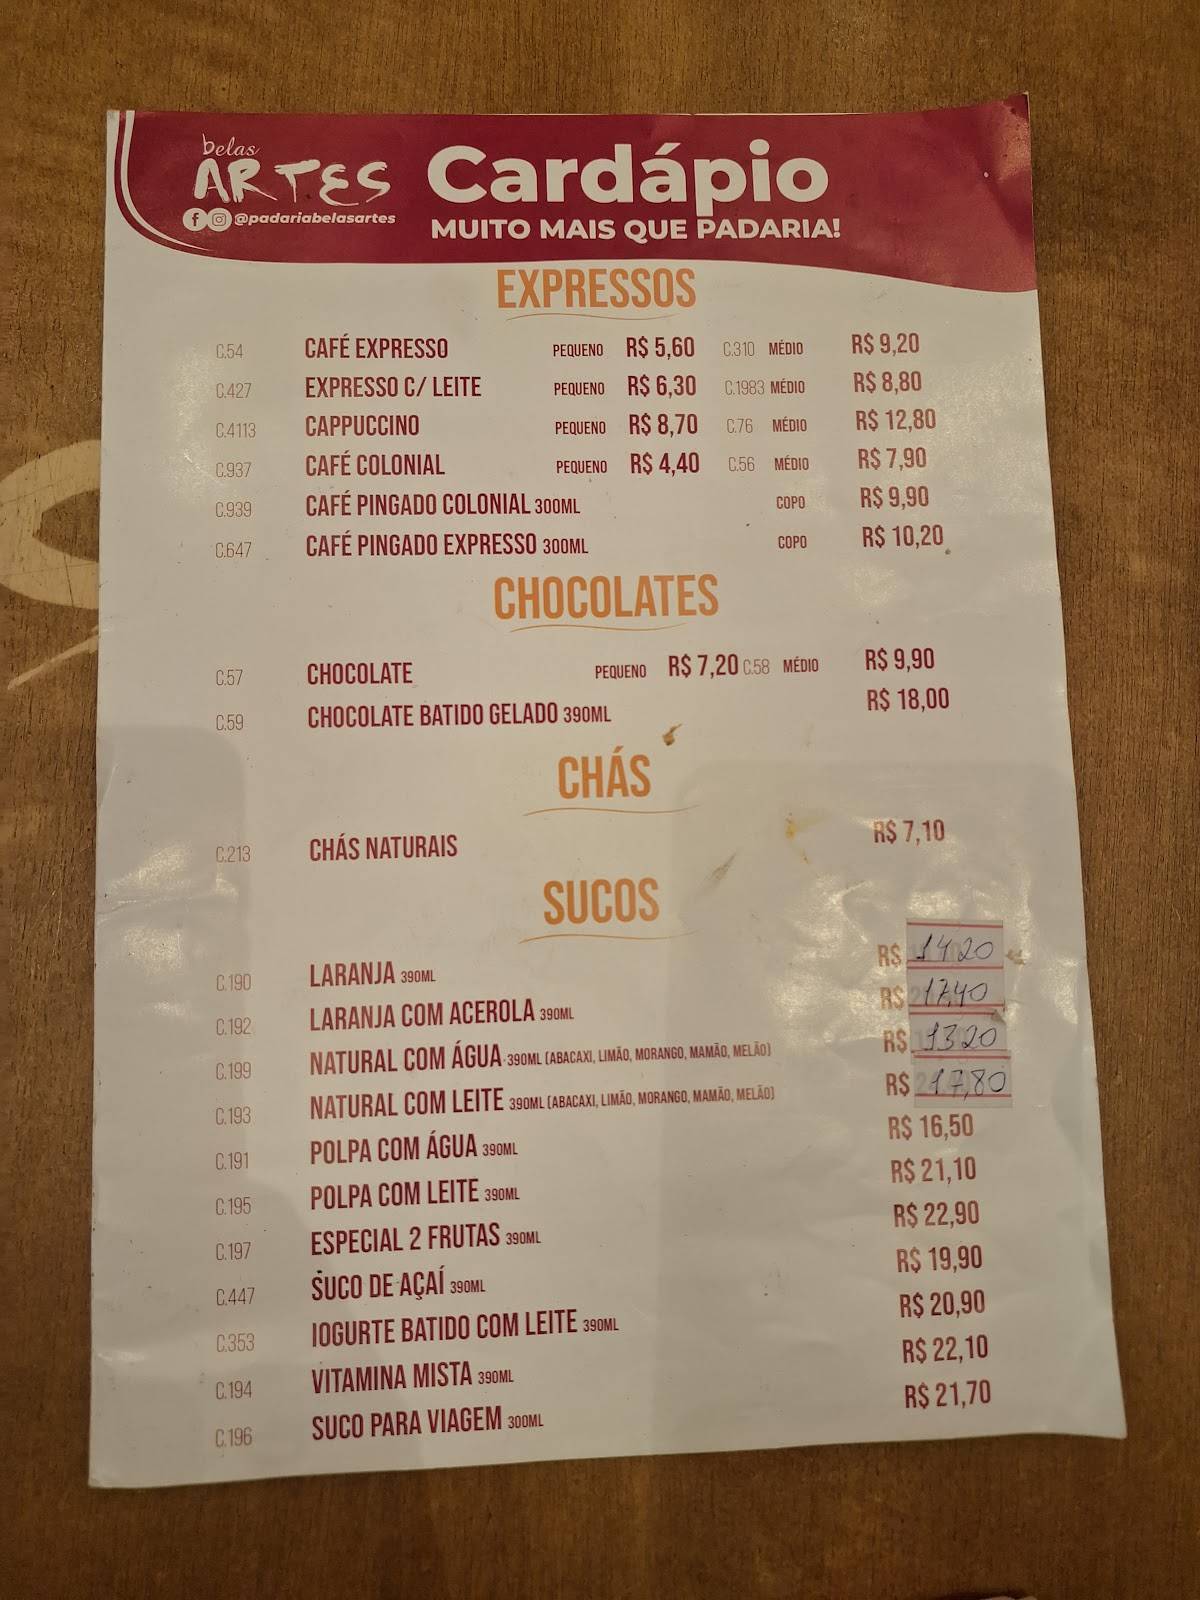 belas
ARTES
@padariabelasartes
Cardápio
MUITO MAIS QUE PADARIA!
EXPRESSOS
C.54 CAFÉ EXPRESSO PEQUENO R$ 5,60 C.310 MÉDIO R$ 9,20
C.427 EXPRESSO C/ LEITE PEQUENO R$ 6,30 C.1983 MÉDIO R$ 8,80
C.4113 CAPPUCCINO PEQUENO R$ 8,70 C.76 MÉDIO R$ 12,80
C.937 CAFÉ COLONIAL PEQUENO R$ 4,40 C.56 MÉDIO R$ 7,90
C.939 CAFÉ PINGADO COLONIAL 300ML COPO R$ 9,90
C.647 CAFÉ PINGADO EXPRESSO 300ML COPO R$ 10,20
CHOCOLATES
C.57 CHOCOLATE PEQUENO R$ 7,20 C.58 MÉDIO R$ 9,90
C.59 CHOCOLATE BATIDO GELADO 390ML R$ 18,00
CHÁS
C.213 CHÁS NATURAIS R$ 7,10
SUCOS
C.190 LARANJA 390ML R$ 14,20
C.192 LARANJA COM ACEROLA 390ML R$ 17,40
C.199 NATURAL COM ÁGUA 390ML (ABACAXI, LIMÃO, MORANGO, MAMÃO, MELÃO) R$ 13,20
C.193 NATURAL COM LEITE 390ML (ABACAXI, LIMÃO, MORANGO, MAMÃO, MELÃO) R$ 17,80
C.191 POLPA COM ÁGUA 390ML R$ 16,50
C.195 POLPA COM LEITE 390ML R$ 21,10
C.197 ESPECIAL 2 FRUTAS 390ML R$ 22,90
C.447 SUCO DE AÇAÍ 390ML R$ 19,90
C.353 IOGURTE BATIDO COM LEITE 390ML R$ 20,90
C.194 VITAMINA MISTA 390ML R$ 22,10
C.196 SUCO PARA VIAGEM 300ML R$ 21,70